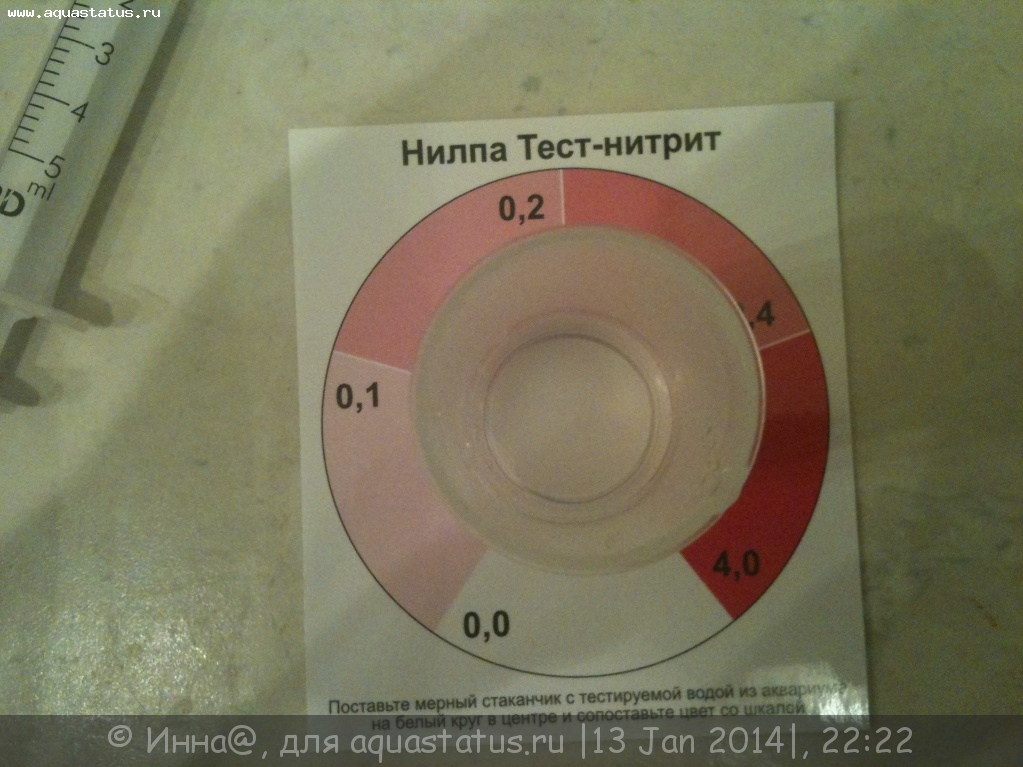 www.aquastatus.ru
2
3
4
5
ml
Нилпа Тест-нитрит
0,2
,4
0,1
4,0
0,0
Поставьте мерный стаканчик с тестируемой водой из аквариума
на белый круг в центре и сопоставьте цвет со шкалой
© Инна@, для aquastatus.ru |13 Jan 2014|, 22:22